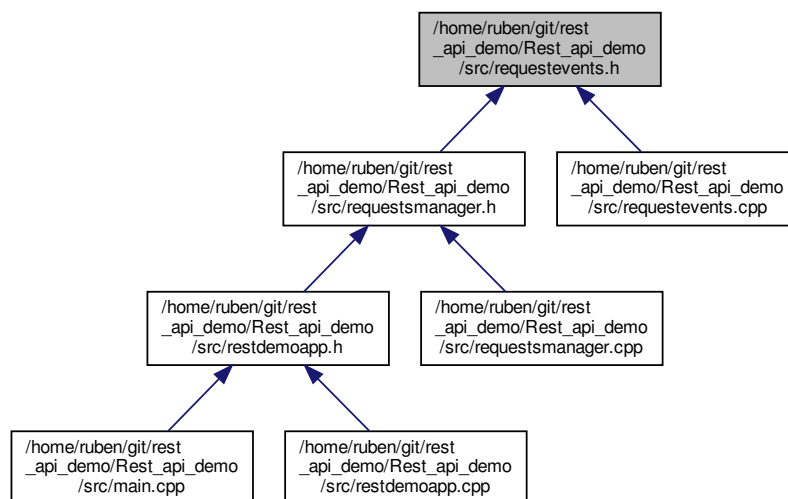 /home/ruben/git/rest
_api_demo/Rest_api_demo
/src/requestevents.h
/home/ruben/git/rest
_api_demo/Rest_api_demo
/src/requestsmanager.h
/home/ruben/git/rest
_api_demo/Rest_api_demo
/src/requestevents.cpp
/home/ruben/git/rest
_api_demo/Rest_api_demo
/src/restdemoapp.h
/home/ruben/git/rest
_api_demo/Rest_api_demo
/src/requestsmanager.cpp
/home/ruben/git/rest
_api_demo/Rest_api_demo
/src/main.cpp
/home/ruben/git/rest
_api_demo/Rest_api_demo
/src/restdemoapp.cpp